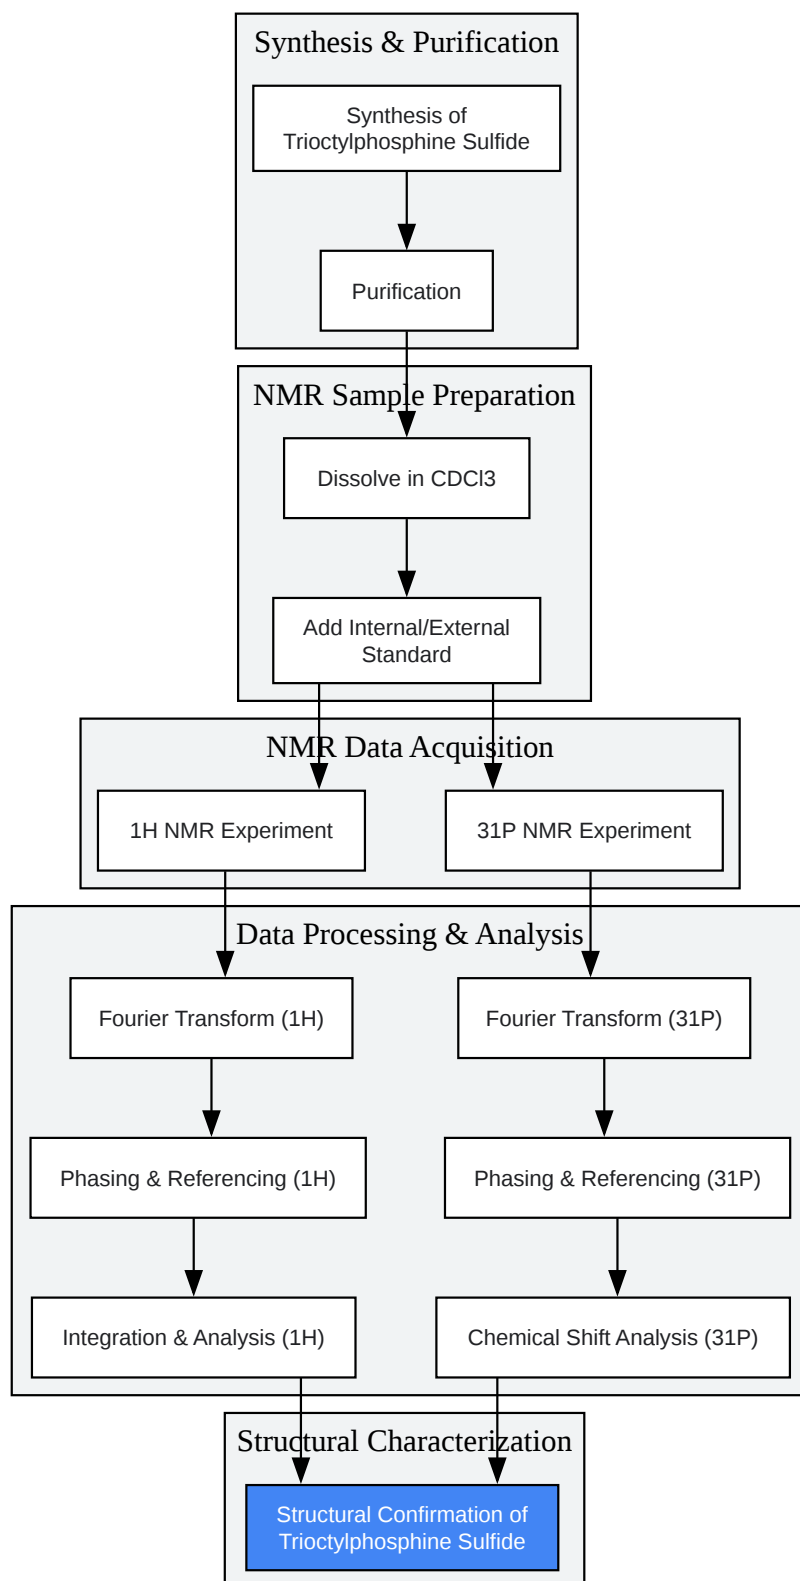 Synthesis & Purification
Synthesis of
Trioctylphosphine Sulfide
Purification
NMR Sample Preparation
Dissolve in CDCl3
Add Internal/External
Standard
NMR Data Acquisition
1H NMR Experiment
31P NMR Experiment
Data Processing & Analysis
Fourier Transform (1H)
Fourier Transform (31P)
Phasing & Referencing (1H)
Phasing & Referencing (31P)
Integration & Analysis (1H)
Chemical Shift Analysis (31P)
Structural Characterization
Structural Confirmation of
Trioctylphosphine Sulfide